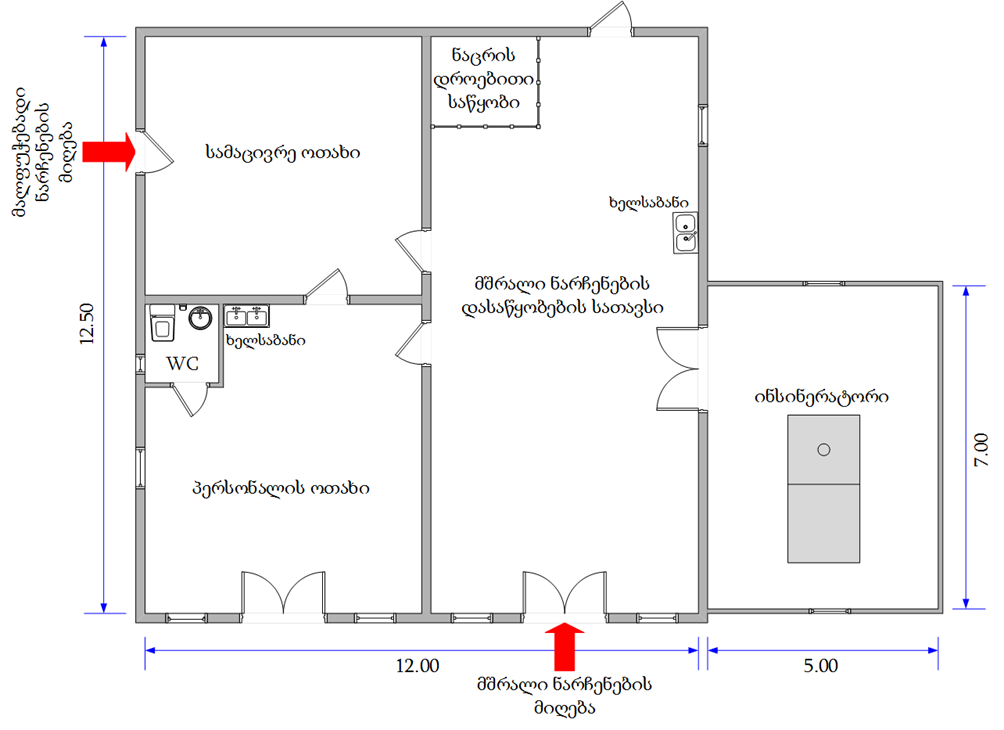 ნაცრის
დროებითი
საწყობი
მალფუჭებადი
ნარჩენების
მიღება
სამაცივრე ოთახი
ხელსაბანი
მშრალი ნარჩენების
დასაწყობების სათავსი
12.50
ხელსაბანი
WC
ინსინერატორი
7.00
პერსონალის ოთახი
12.00
5.00
მშრალი ნარჩენების
მიღება